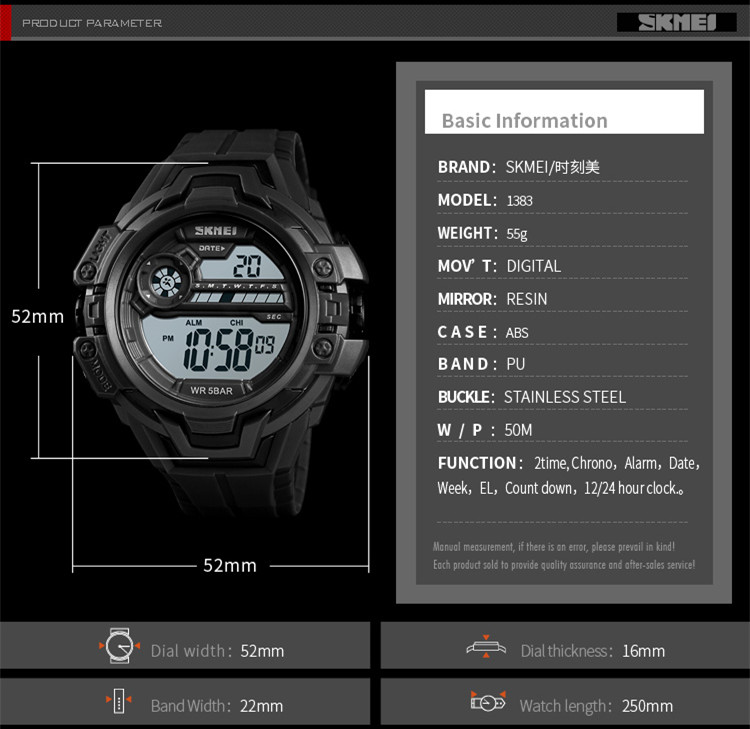 PRODUCT PARAMETER
SKMEI
Basic Information
BRAND: SKMEI/时刻美
MODEL: 1383
WEIGHT: 55g
MOV' T: DIGITAL
MIRROR: RESIN
CASE: ABS
BAND: PU
BUCKLE: STAINLESS STEEL
W / P : 50M
FUNCTION: 2time, Chrono, Alarm, Date,
Week, EL, Count down, 12/24 hour clock.。
Manual measurement, if there is an error, please prevail in kind!
Each product sold to provide quality assurance and after-sales service!
52mm
SKMEI
DATE
20
S.M.T.W.T.F.S
SEC
ALM CHI
PM 10:58 09
WR 5BAR
52mm
Dial width: 52mm
Dial thickness: 16mm
Band Width: 22mm
Watch length: 250mm